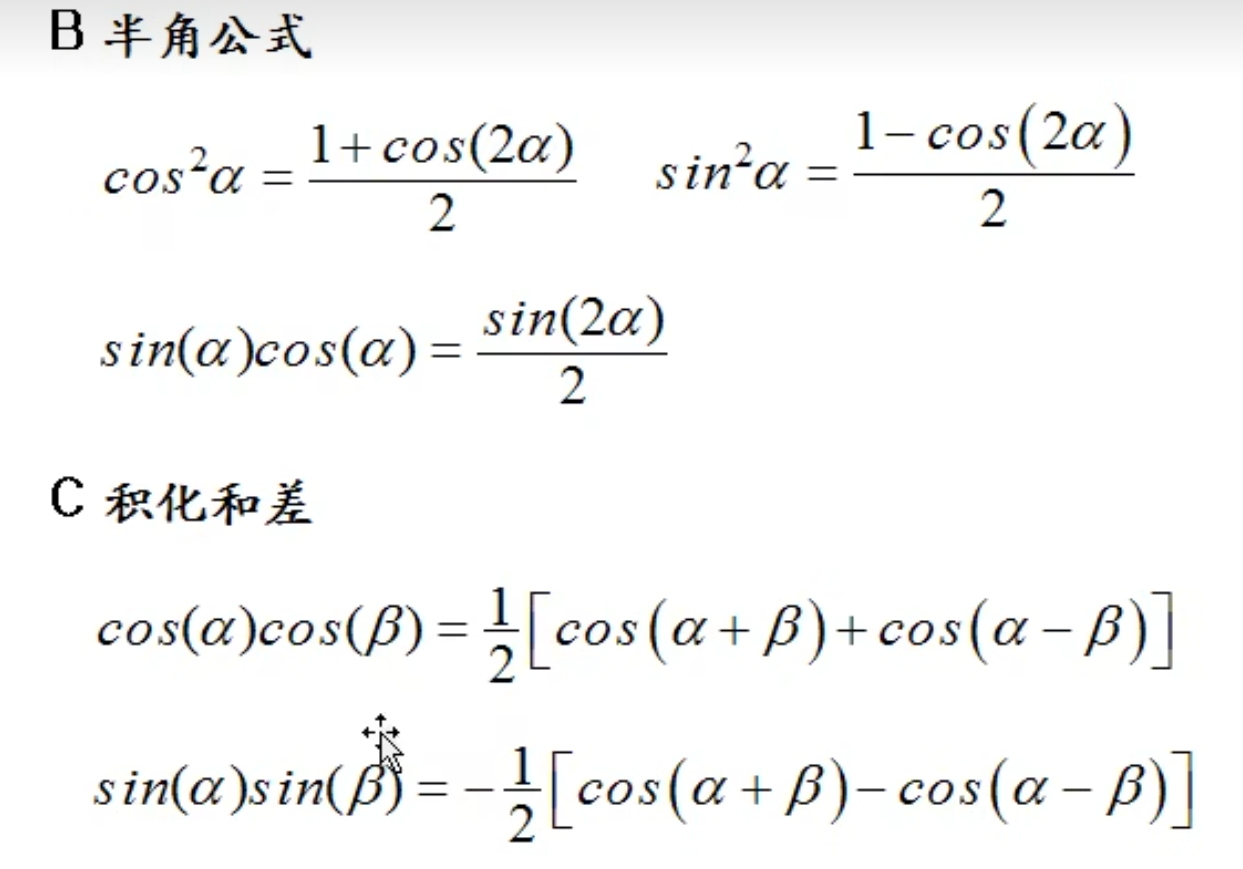 B 半角公式
cos²α = (1+cos(2α))/2    sin²α = (1−cos(2α))/2
sin(α)cos(α) = sin(2α)/2
C 积化和差
cos(α)cos(β) = 1/2[cos(α+β)+cos(α−β)]
sin(α)sin(β) = −1/2[cos(α+β)−cos(α−β)]